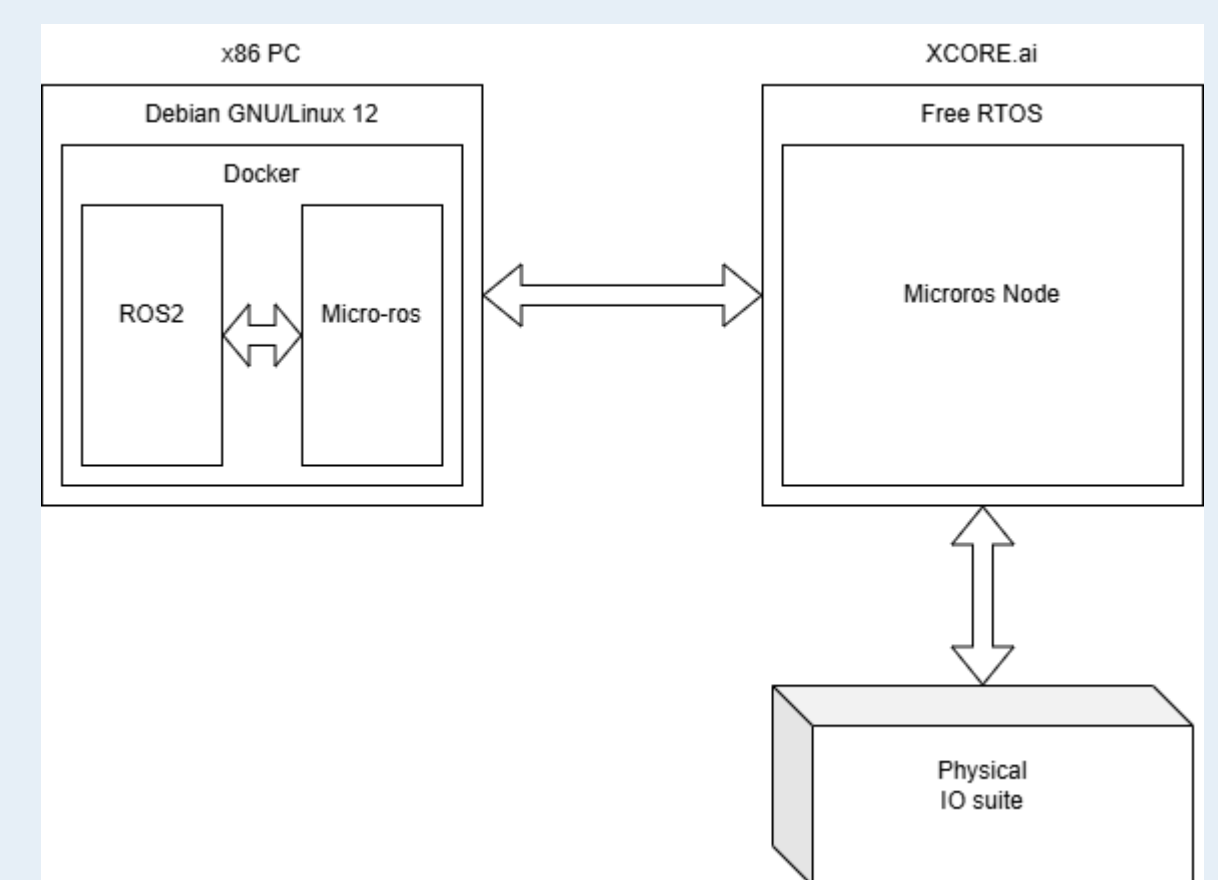 x86 PC
XCORE.ai
Debian GNU/Linux 12
Free RTOS
Docker
ROS2
Micro-ros
Microros Node
Physical
IO suite